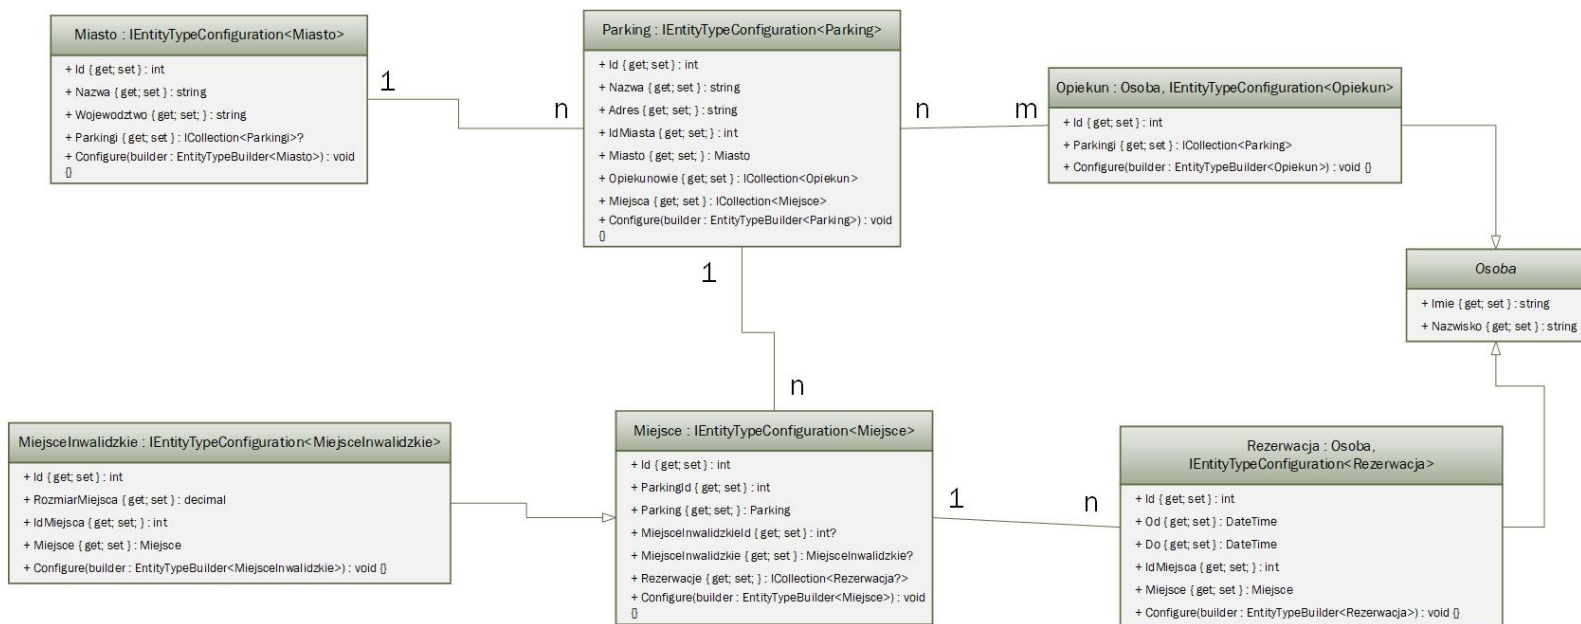 Miasto : IEntityTypeConfiguration<Miasto>
+ Id { get; set } : int
+ Nazwa { get; set } : string
+ Wojewodztwo { get; set; } : string
+ Parkingi { get; set } : ICollection<Parkingi>?
+ Configure(builder : EntityTypeBuilder<Miasto>) : void
{}
1
n
Parking : IEntityTypeConfiguration<Parking>
+ Id { get; set } : int
+ Nazwa { get; set } : string
+ Adres { get; set; } : string
+ IdMiasta { get; set; } : int
+ Miasto { get; set; } : Miasto
+ Opiekunowie { get; set } : ICollection<Opiekun>
+ Miejsca { get; set } : ICollection<Miejsce>
+ Configure(builder : EntityTypeBuilder<Parking>) : void
{}
n
m
Opiekun : Osoba, IEntityTypeConfiguration<Opiekun>
+ Id { get; set } : int
+ Parkingi { get; set } : ICollection<Parking>
+ Configure(builder : EntityTypeBuilder<Opiekun>) : void {}
Osoba
+ Imie { get; set } : string
+ Nazwisko { get; set } : string
1
n
MiejsceInwalidzkie : IEntityTypeConfiguration<MiejsceInwalidzkie>
+ Id { get; set } : int
+ RozmiarMiejsca { get; set } : decimal
+ IdMiejsca { get; set; } : int
+ Miejsce { get; set } : Miejsce
+ Configure(builder : EntityTypeBuilder<MiejsceInwalidzkie>) : void {}
Miejsce : IEntityTypeConfiguration<Miejsce>
+ Id { get; set } : int
+ ParkingId { get; set } : int
+ Parking { get; set; } : Parking
+ MiejsceInwalidzkieId { get; set } : int?
+ MiejsceInwalidzkie { get; set } : MiejsceInwalidzkie?
+ Rezerwacje { get; set; } : ICollection<Rezerwacja?>
+ Configure(builder : EntityTypeBuilder<Miejsce>) : void
{}
1
n
Rezerwacja : Osoba,
IEntityTypeConfiguration<Rezerwacja>
+ Id { get; set } : int
+ Od { get; set } : DateTime
+ Do { get; set } : DateTime
+ IdMiejsca { get; set; } : int
+ Miejsce { get; set } : Miejsce
+ Configure(builder : EntityTypeBuilder<Rezerwacja>) : void {}